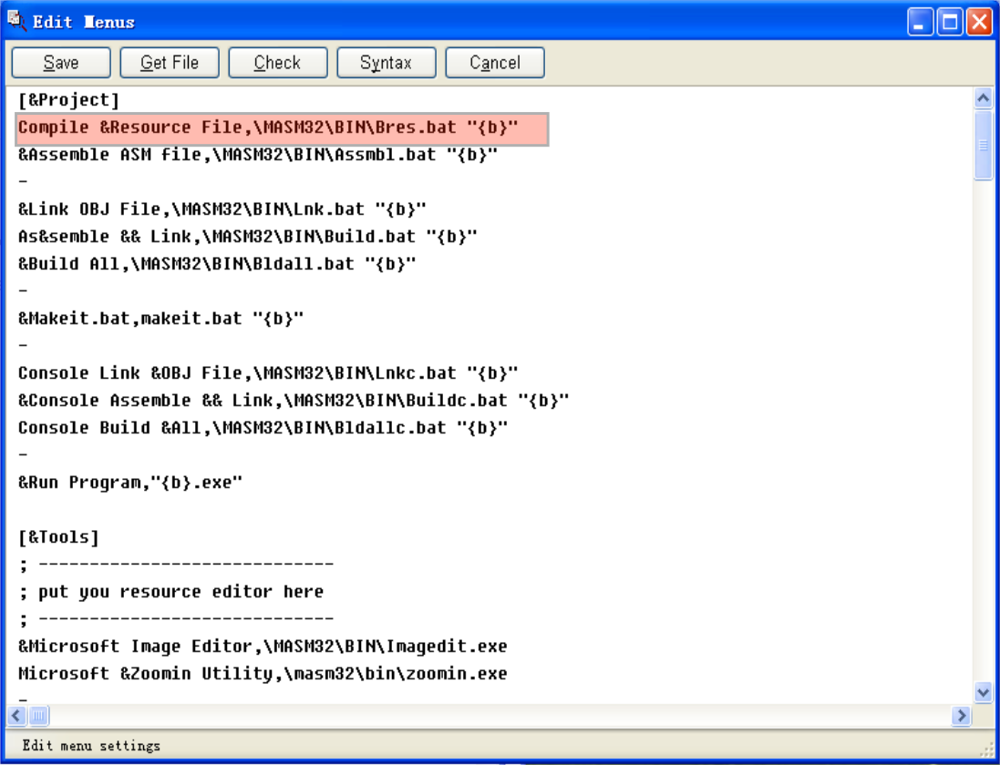 Edit Menus
Save Get File Check Syntax Cancel
[&Project]
Compile &Resource File,\MASM32\BIN\Bres.bat "{b}"
&Assemble ASM file,\MASM32\BIN\Assmbl.bat "{b}"
-
&Link OBJ File,\MASM32\BIN\Lnk.bat "{b}"
As&semble && Link,\MASM32\BIN\Build.bat "{b}"
&Build All,\MASM32\BIN\Bldall.bat "{b}"
-
&Makeit.bat,makeit.bat "{b}"
-
Console Link &OBJ File,\MASM32\BIN\Lnkc.bat "{b}"
&Console Assemble && Link,\MASM32\BIN\Buildc.bat "{b}"
Console Build &All,\MASM32\BIN\Bldallc.bat "{b}"
-
&Run Program,"{b}.exe"
[&Tools]
; -----------------------------
; put you resource editor here
; -----------------------------
&Microsoft Image Editor,\MASM32\BIN\Imagedit.exe
Microsoft &Zoomin Utility,\masm32\bin\zoomin.exe
-
Edit menu settings